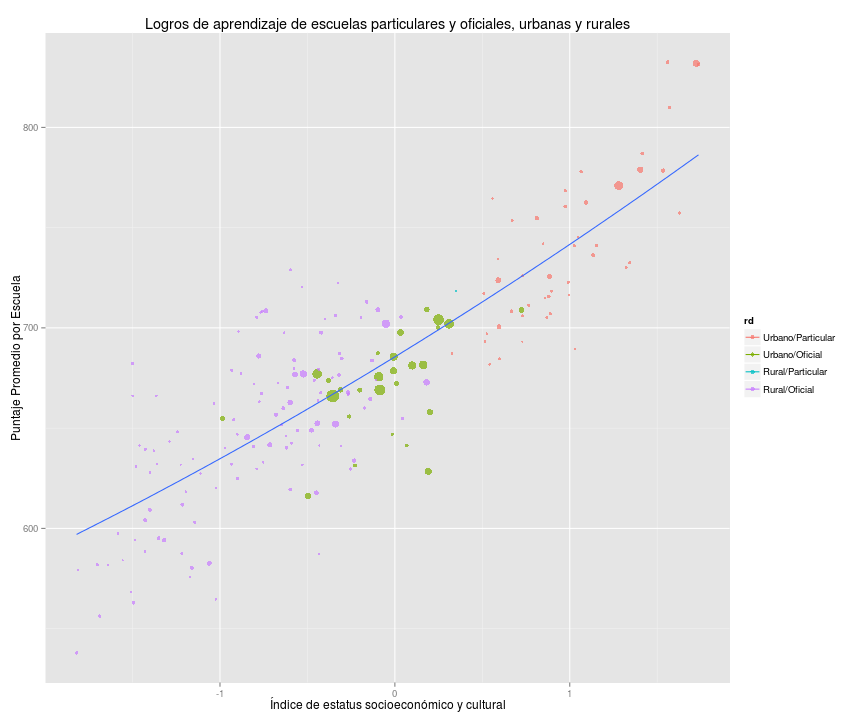 Logros de aprendizaje de escuelas particulares y oficiales, urbanas y rurales
Puntaje Promedio por Escuela
800
700
600
-1
0
1
Índice de estatus socioeconómico y cultural
rd
Urbano/Particular
Urbano/Oficial
Rural/Particular
Rural/Oficial